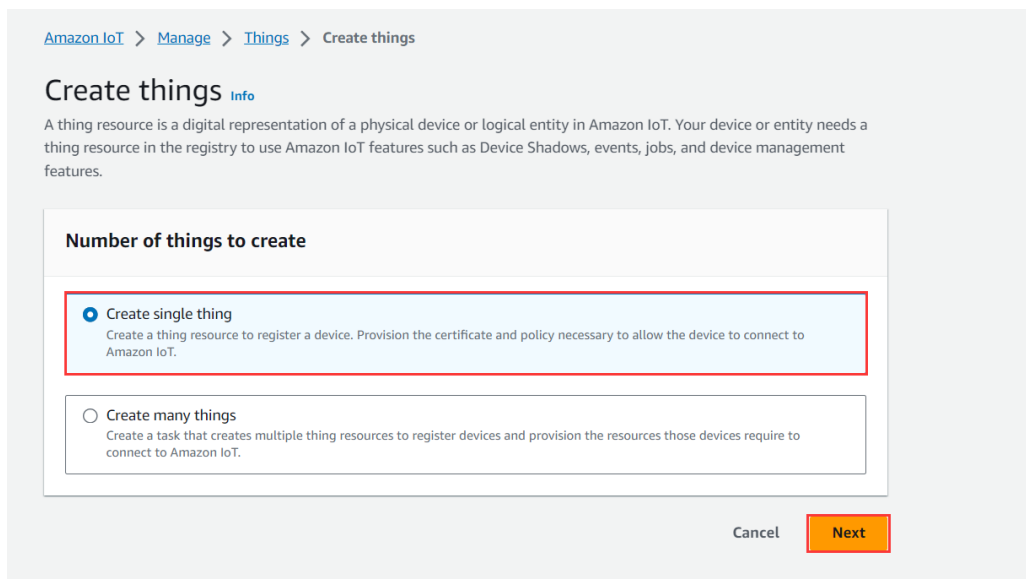 Amazon IoT > Manage > Things > Create things
Create things Info
A thing resource is a digital representation of a physical device or logical entity in Amazon IoT. Your device or entity needs a
thing resource in the registry to use Amazon IoT features such as Device Shadows, events, jobs, and device management
features.
Number of things to create
Create single thing
Create a thing resource to register a device. Provision the certificate and policy necessary to allow the device to connect to
Amazon IoT.
Create many things
Create a task that creates multiple thing resources to register devices and provision the resources those devices require to
connect to Amazon IoT.
Cancel Next